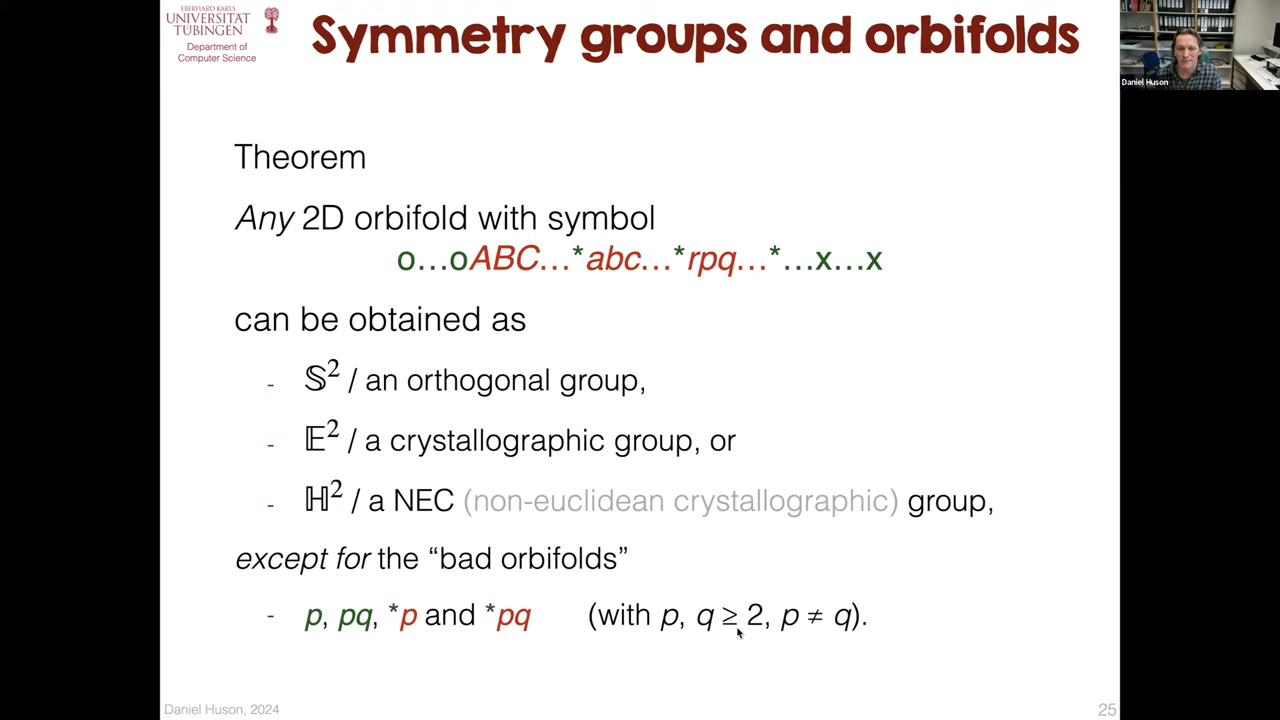 EBERHARD KARLS
UNIVERSITÄT
TÜBINGEN
Department of
Computer Science
Symmetry groups and orbifolds
Daniel Huson
Theorem
Any 2D orbifold with symbol
o…oABC…*abc…*rpq…*…x…x
can be obtained as
- 𝕊² / an orthogonal group,
- 𝔼² / a crystallographic group, or
- ℍ² / a NEC (non-euclidean crystallographic) group,
except for the “bad orbifolds”
- p, pq, *p and *pq (with p, q ≥ 2, p ≠ q).
Daniel Huson, 2024
25